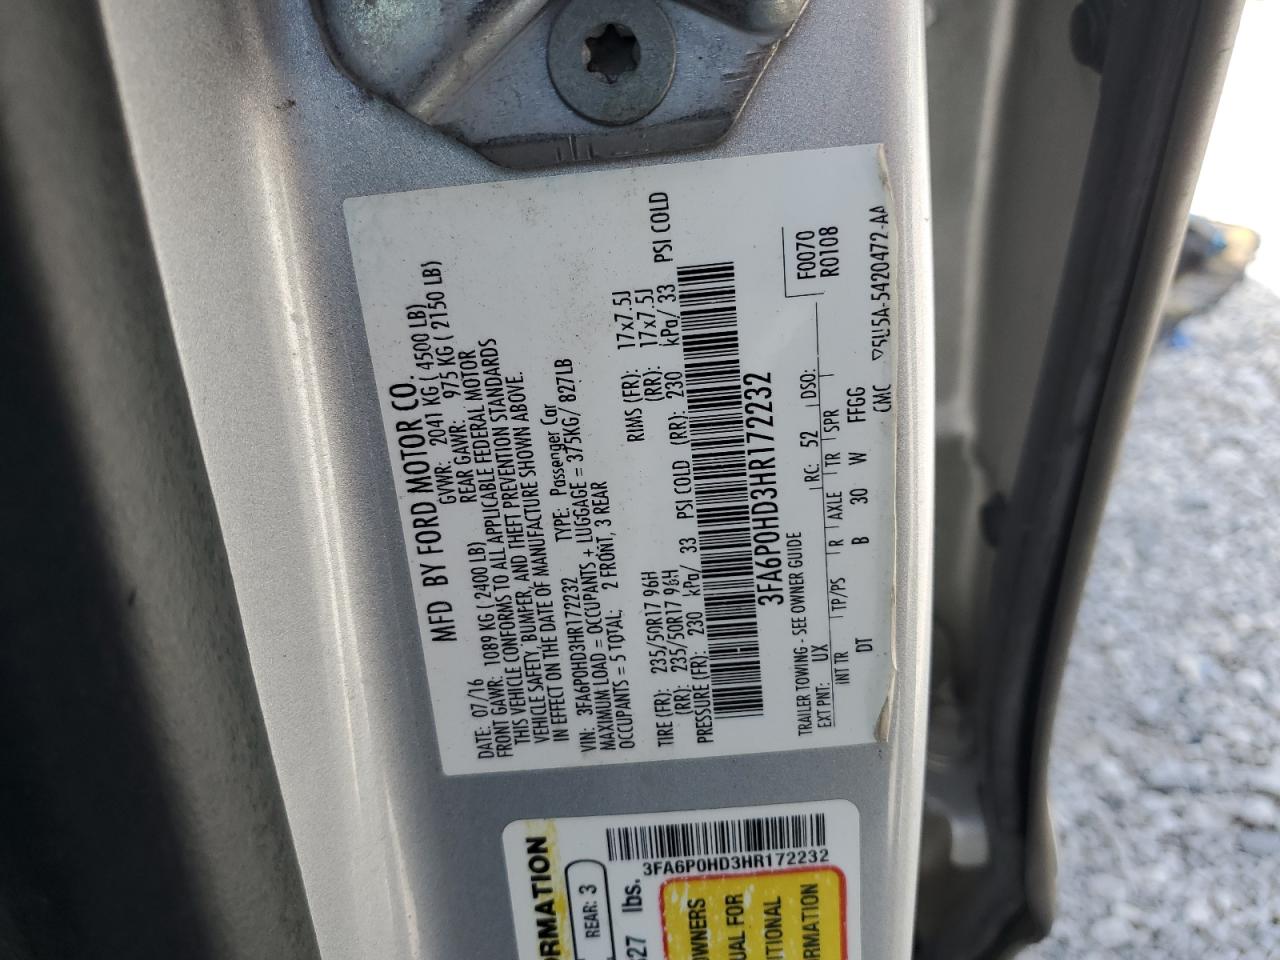 MFD BY FORD MOTOR CO.
DATE: 07/16 GVWR: 2041 KG ( 4500 LB)
FRONT GAWR: 1089 KG ( 2400 LB) REAR GAWR: 975 KG ( 2150 LB)
THIS VEHICLE CONFORMS TO ALL APPLICABLE FEDERAL MOTOR
VEHICLE SAFETY, BUMPER, AND THEFT PREVENTION STANDARDS
IN EFFECT ON THE DATE OF MANUFACTURE SHOWN ABOVE.
VIN: 3FA6P0HD3HR172232 TYPE: Passenger Car
MAXIMUM LOAD = OCCUPANTS + LUGGAGE = 375KG/ 827LB
OCCUPANTS = 5 TOTAL; 2 FRONT, 3 REAR
TIRE (FR): 235/50R17 96H RIMS (FR): 17x7.5J
(RR): 235/50R17 96H (RR): 17x7.5J
PRESSURE (FR): 230 kPa/ 33 PSI COLD (RR): 230 kPa/ 33 PSI COLD
3FA6P0HD3HR172232
F0070
TRAILER TOWING - SEE OWNER GUIDE R0108
EXT PNT: UX RC: 52 DSO:
INT TR TP/PS R AXLE TR SPR
DT B 30 W FFGG
CMC ▽5U5A-5420472-AA
3FA6P0HD3HR172232
ORMATION
REAR: 3
827 lbs.
OWNERS
UAL FOR
ITIONAL
RMATION